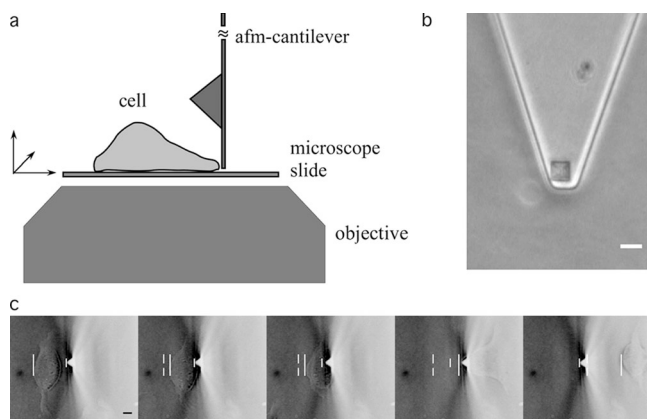 a
afm-cantilever
cell
microscope
slide
objective
b
c